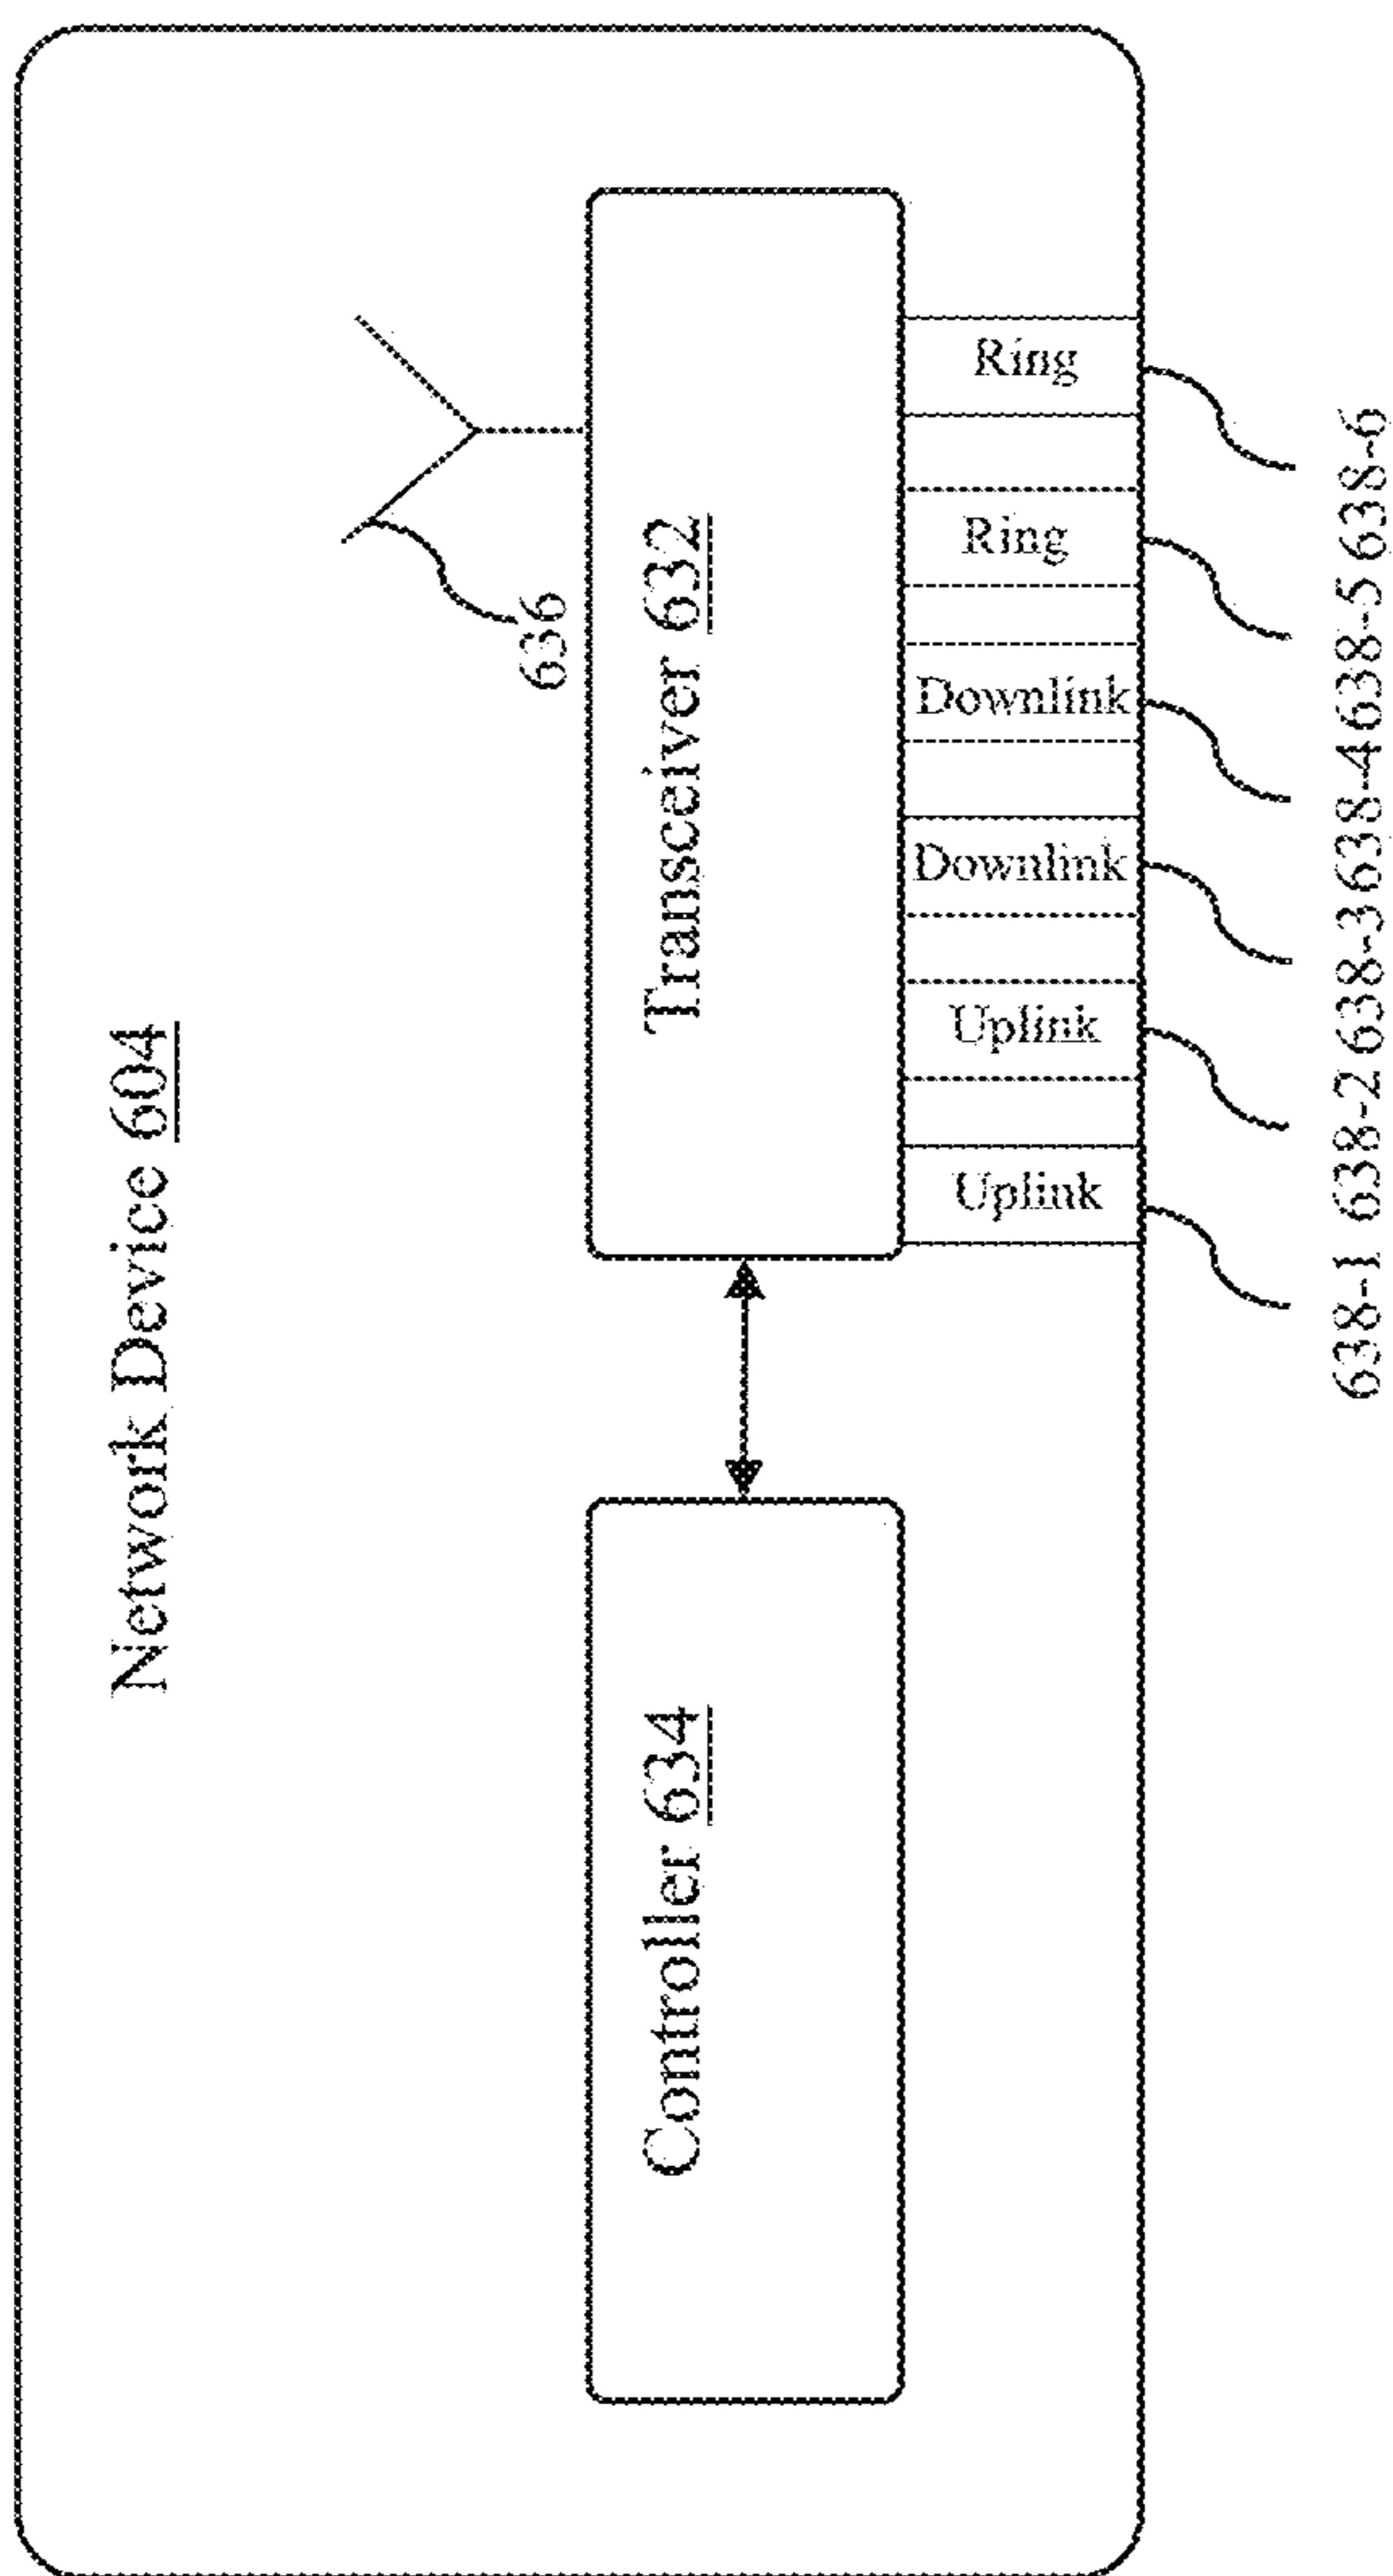 Network Device 604
636
Controller 634
Transceiver 632
Uplink
Uplink
Downlink
Downlink
Ring
Ring
638-1 638-2 638-3 638-4 638-5 638-6